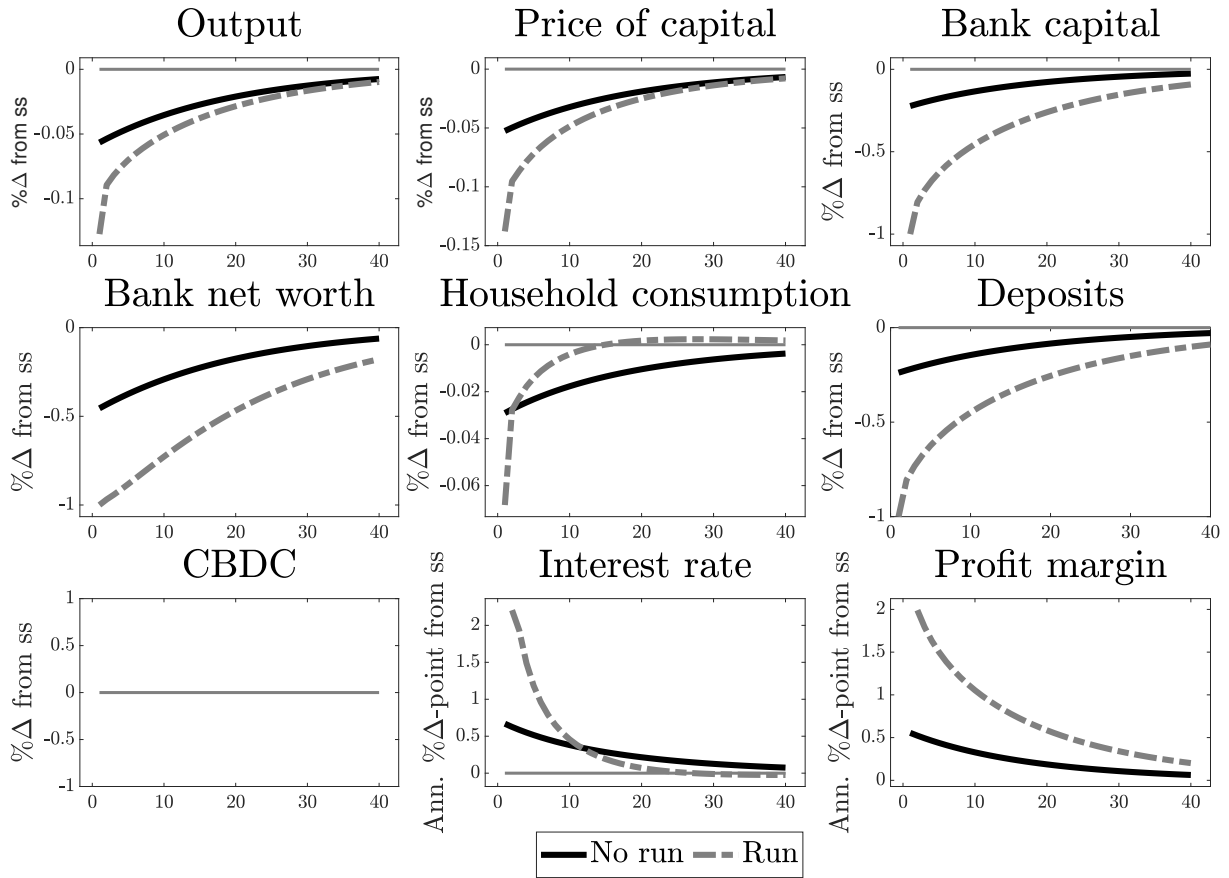 Output
Price of capital
Bank capital
%Δ from ss
0
-0.05
-0.1
0 10 20 30 40
%Δ from ss
0
-0.05
-0.1
-0.15
0 10 20 30 40
%Δ from ss
0
-0.5
-1
0 10 20 30 40
Bank net worth
Household consumption
Deposits
%Δ from ss
0
-0.5
-1
0 10 20 30 40
%Δ from ss
0
-0.02
-0.04
-0.06
0 10 20 30 40
%Δ from ss
0
-0.5
-1
0 10 20 30 40
CBDC
Interest rate
Profit margin
%Δ from ss
1
0.5
0
-0.5
-1
0 10 20 30 40
Ann. %Δ-point from ss
2
1.5
1
0.5
0
0 10 20 30 40
Ann. %Δ-point from ss
2
1.5
1
0.5
0
0 10 20 30 40
No run Run